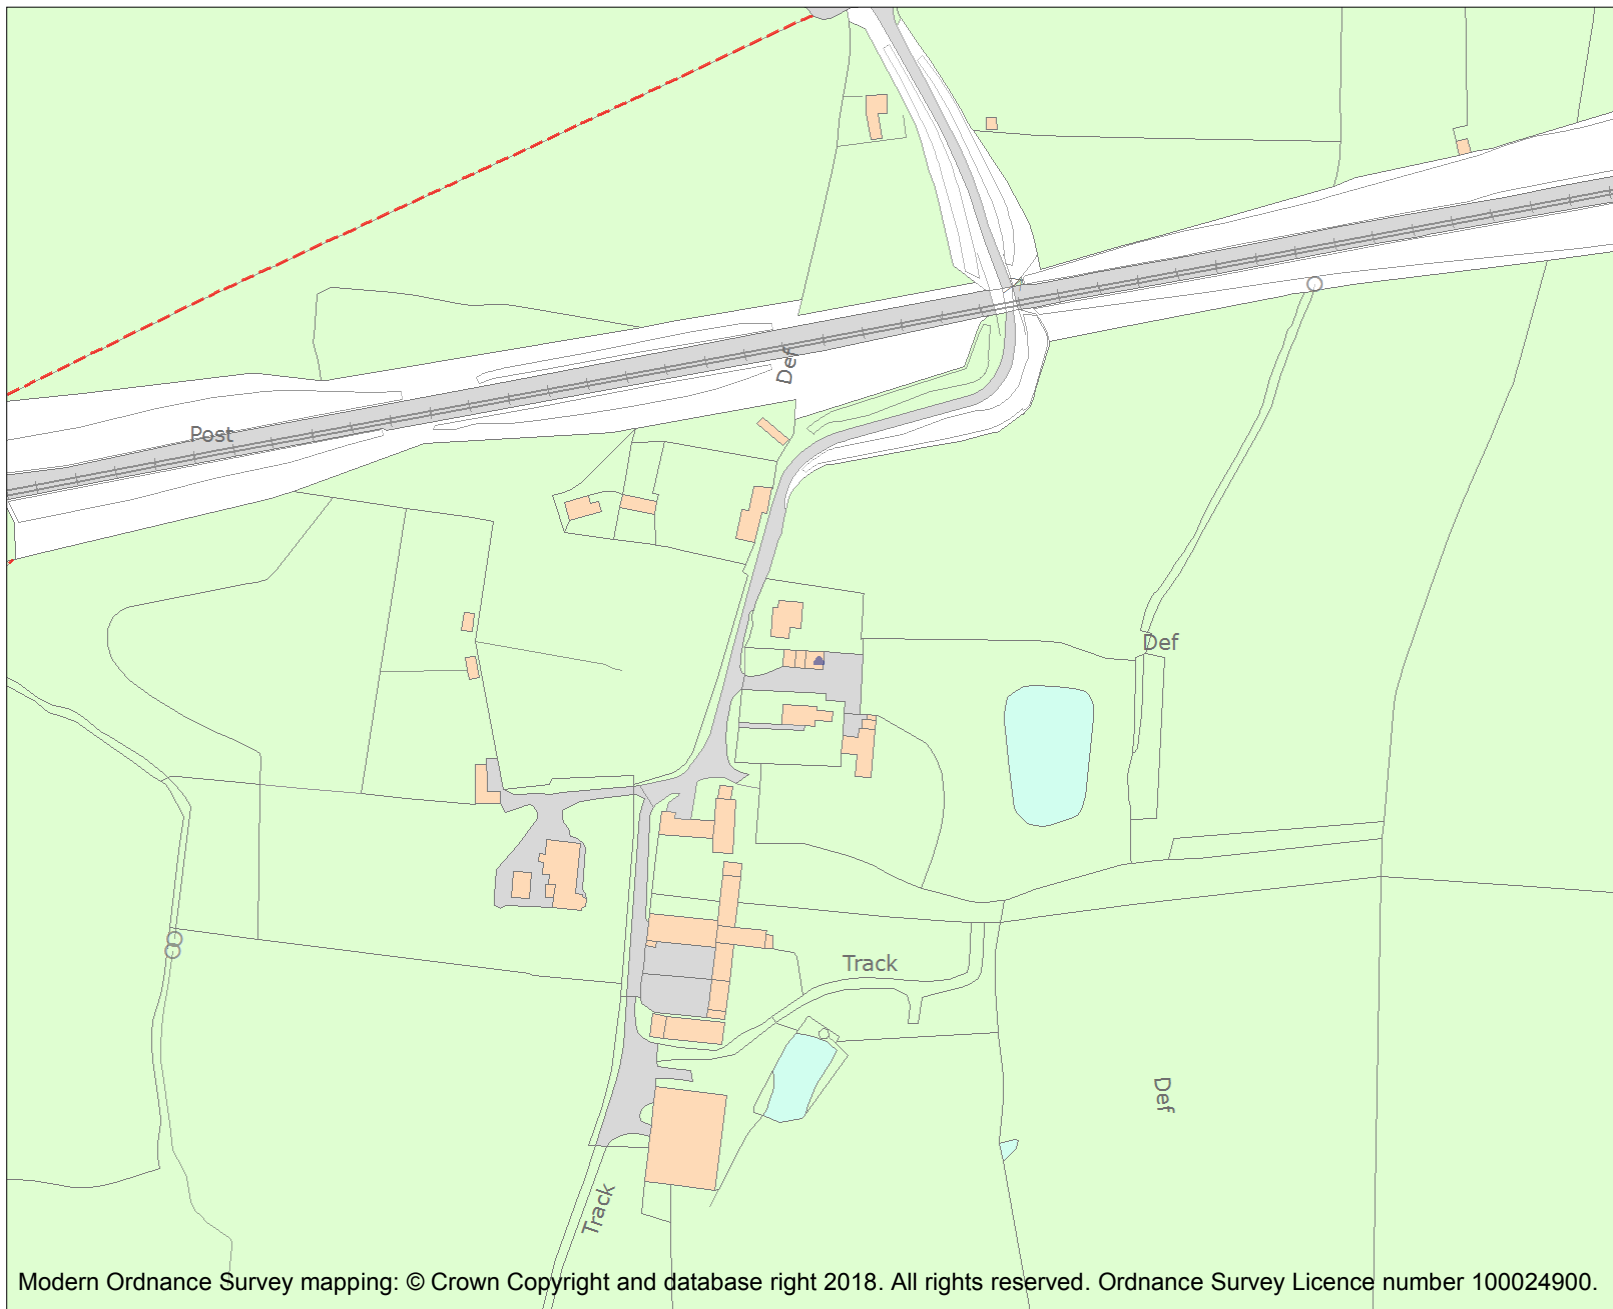 Def
Post
Def
Track
Def
Track
Modern Ordnance Survey mapping: © Crown Copyright and database right 2018. All rights reserved. Ordnance Survey Licence number 100024900.